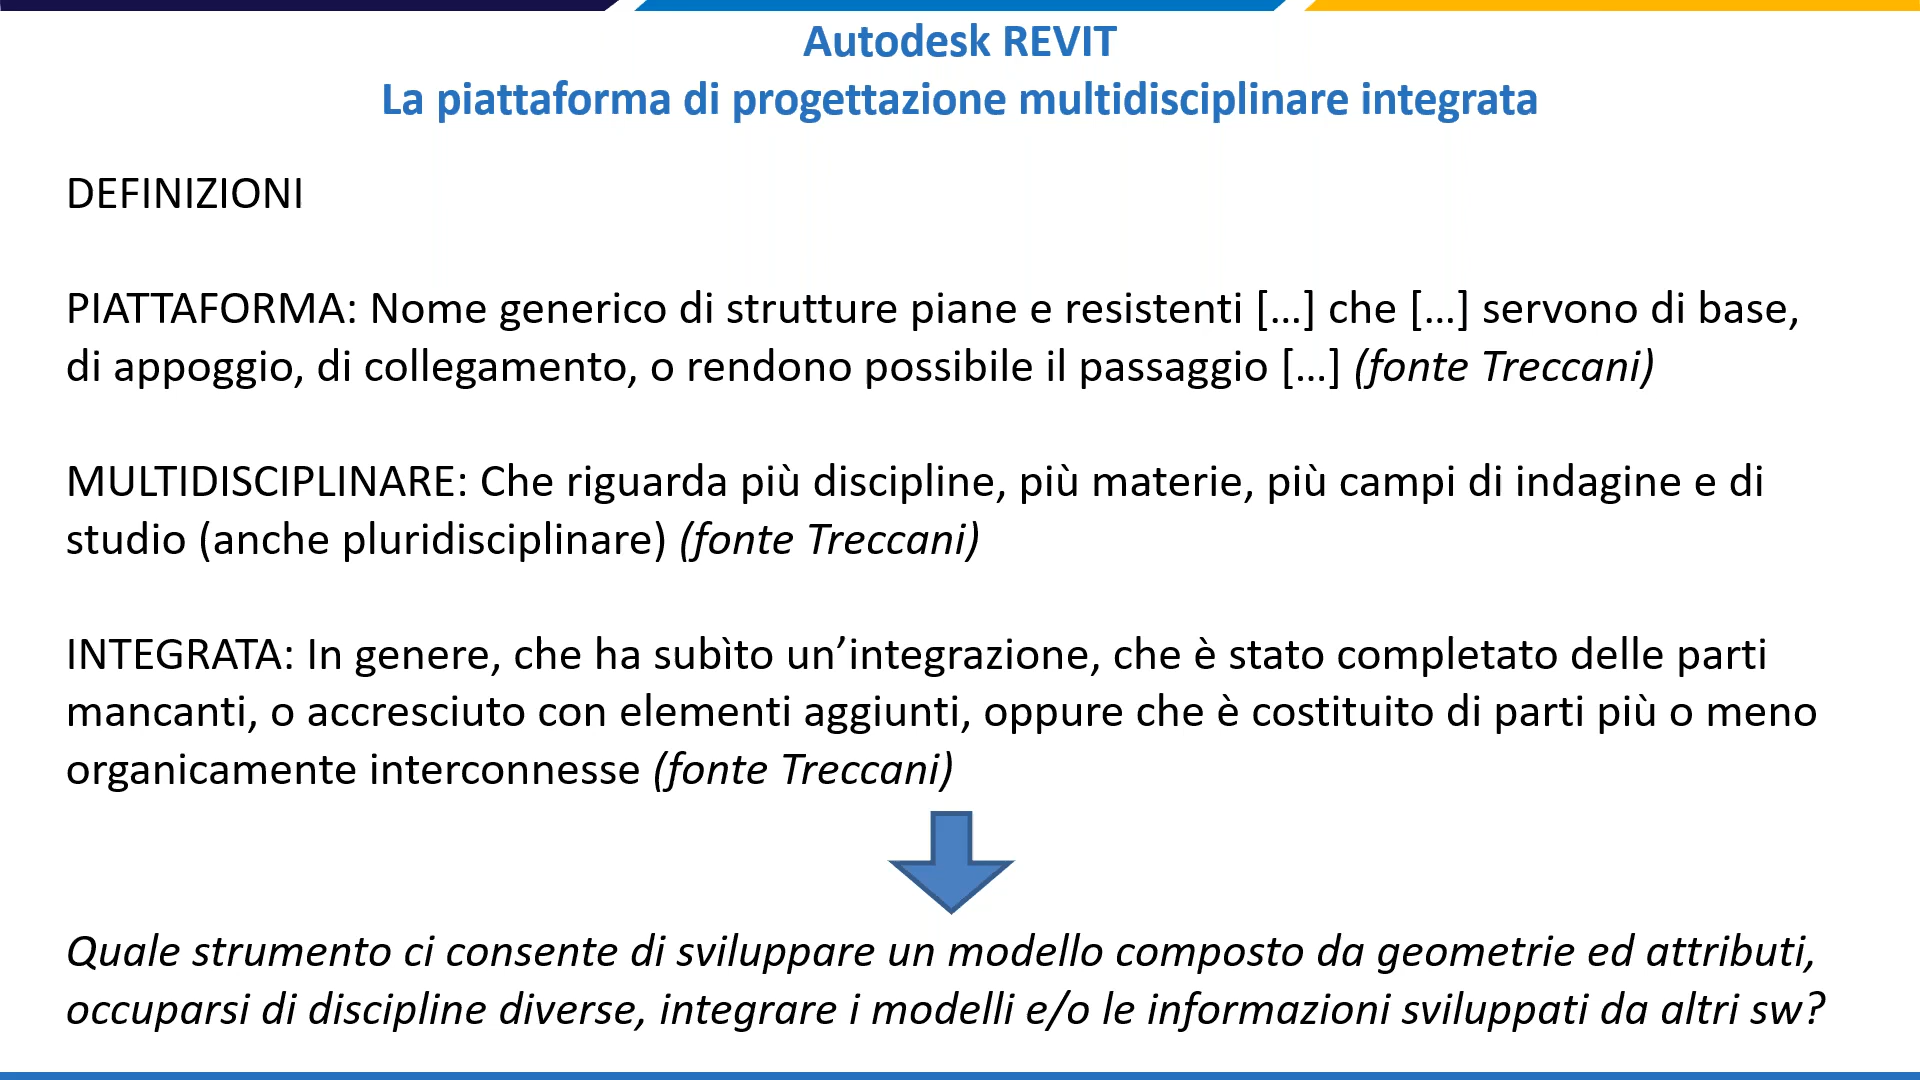 Autodesk REVIT
La piattaforma di progettazione multidisciplinare integrata
DEFINIZIONI
PIATTAFORMA: Nome generico di strutture piane e resistenti […] che […] servono di base,
di appoggio, di collegamento, o rendono possibile il passaggio […] (fonte Treccani)
MULTIDISCIPLINARE: Che riguarda più discipline, più materie, più campi di indagine e di
studio (anche pluridisciplinare) (fonte Treccani)
INTEGRATA: In genere, che ha subìto un’integrazione, che è stato completato delle parti
mancanti, o accresciuto con elementi aggiunti, oppure che è costituito di parti più o meno
organicamente interconnesse (fonte Treccani)
Quale strumento ci consente di sviluppare un modello composto da geometrie ed attributi,
occuparsi di discipline diverse, integrare i modelli e/o le informazioni sviluppati da altri sw?